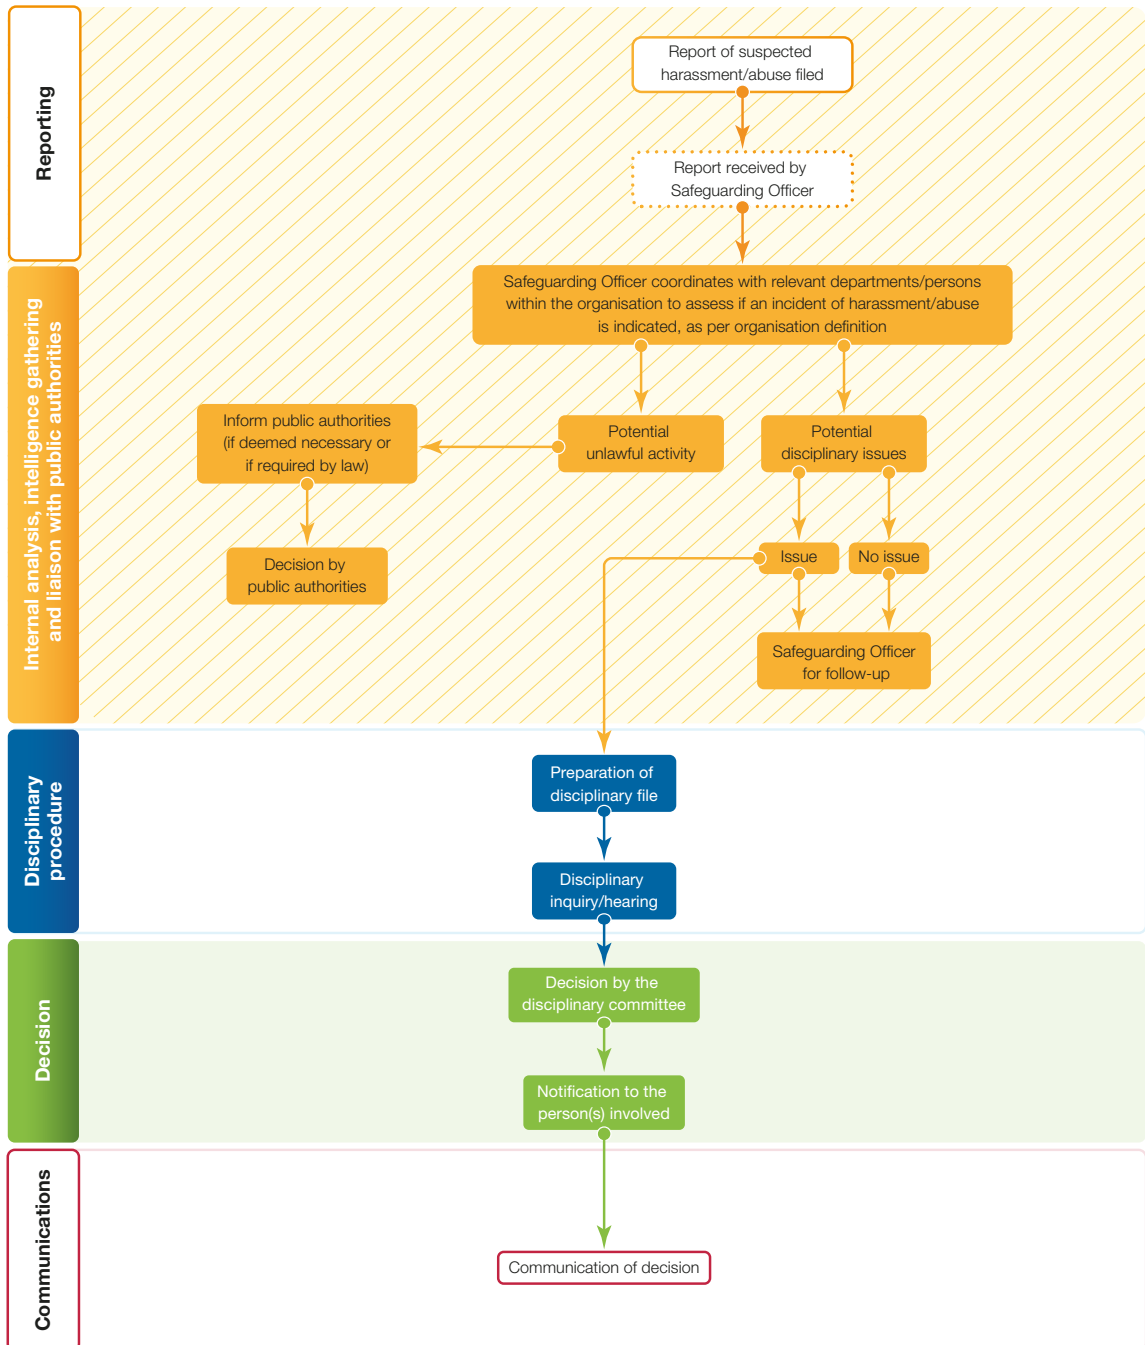 Reporting
Report of suspected
harassment/abuse filed
Report received by
Safeguarding Officer
Internal analysis, intelligence gathering
and liaison with public authorities
Safeguarding Officer coordinates with relevant departments/persons
within the organisation to assess if an incident of harassment/abuse
is indicated, as per organisation definition
Inform public authorities
(if deemed necessary or
if required by law)
Potential
unlawful activity
Potential
disciplinary issues
Decision by
public authorities
Issue
No issue
Safeguarding Officer
for follow-up
Disciplinary
procedure
Preparation of
disciplinary file
Disciplinary
inquiry/hearing
Decision
Decision by the
disciplinary committee
Notification to the
person(s) involved
Communications
Communication of decision